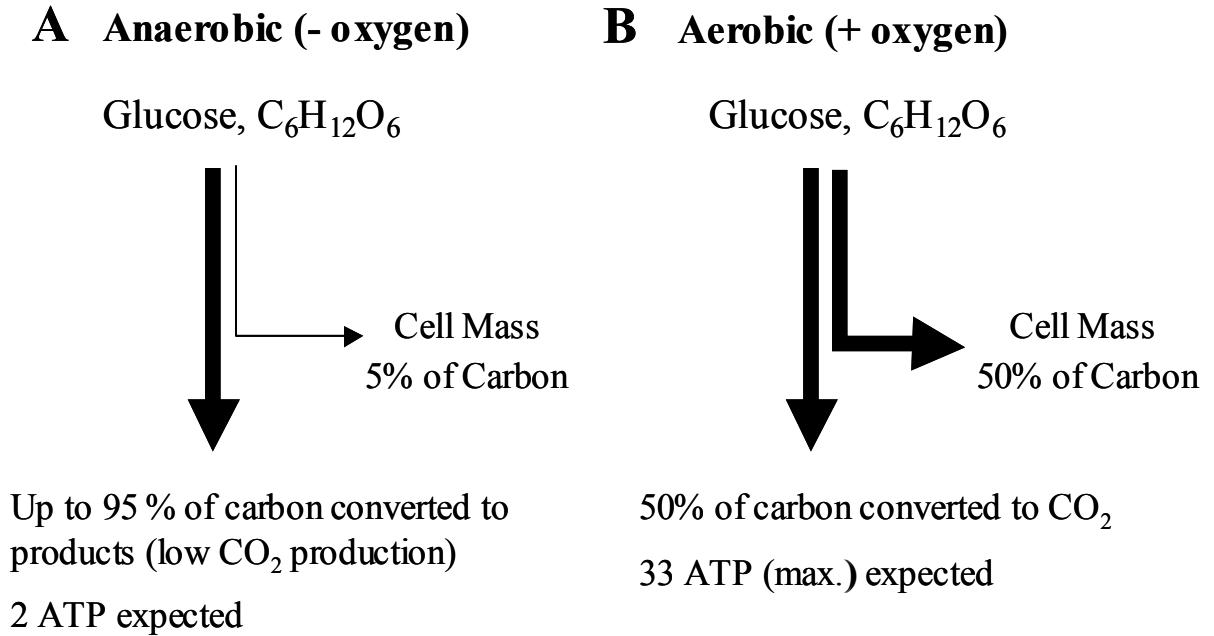 A Anaerobic (- oxygen)
Glucose, C₆H₁₂O₆
Cell Mass
5% of Carbon
Up to 95 % of carbon converted to
products (low CO₂ production)
2 ATP expected
B Aerobic (+ oxygen)
Glucose, C₆H₁₂O₆
Cell Mass
50% of Carbon
50% of carbon converted to CO₂
33 ATP (max.) expected